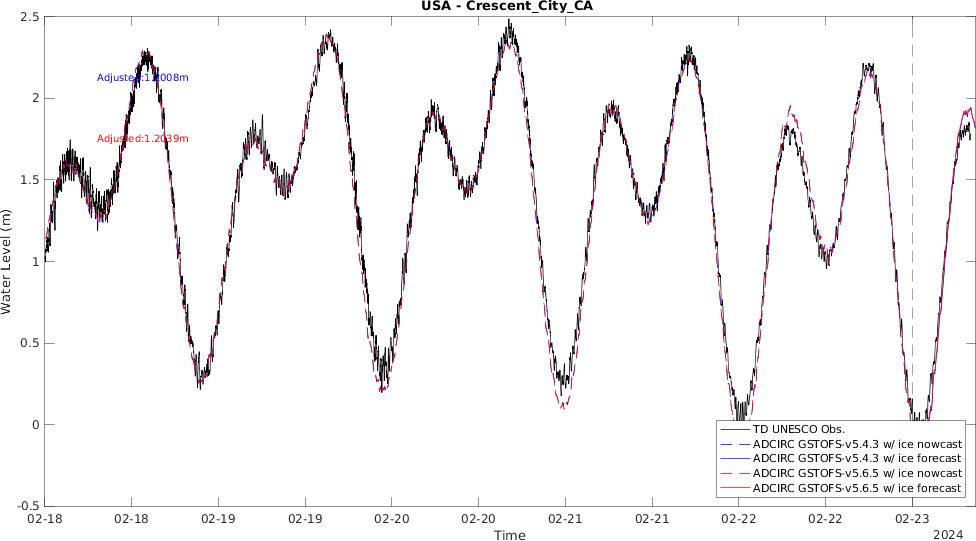 USA - Crescent_City_CA
2.5
2
1.5
1
0.5
0
-0.5
Water Level (m)
Adjusted:1.2039m
TD UNESCO Obs.
ADCIRC GSTOFS-v5.4.3 w/ ice nowcast
ADCIRC GSTOFS-v5.4.3 w/ ice forecast
ADCIRC GSTOFS-v5.6.5 w/ ice nowcast
ADCIRC GSTOFS-v5.6.5 w/ ice forecast
02-18 02-18 02-19 02-19 02-20 02-20 02-21 02-21 02-22 02-22 02-23
Time
2024